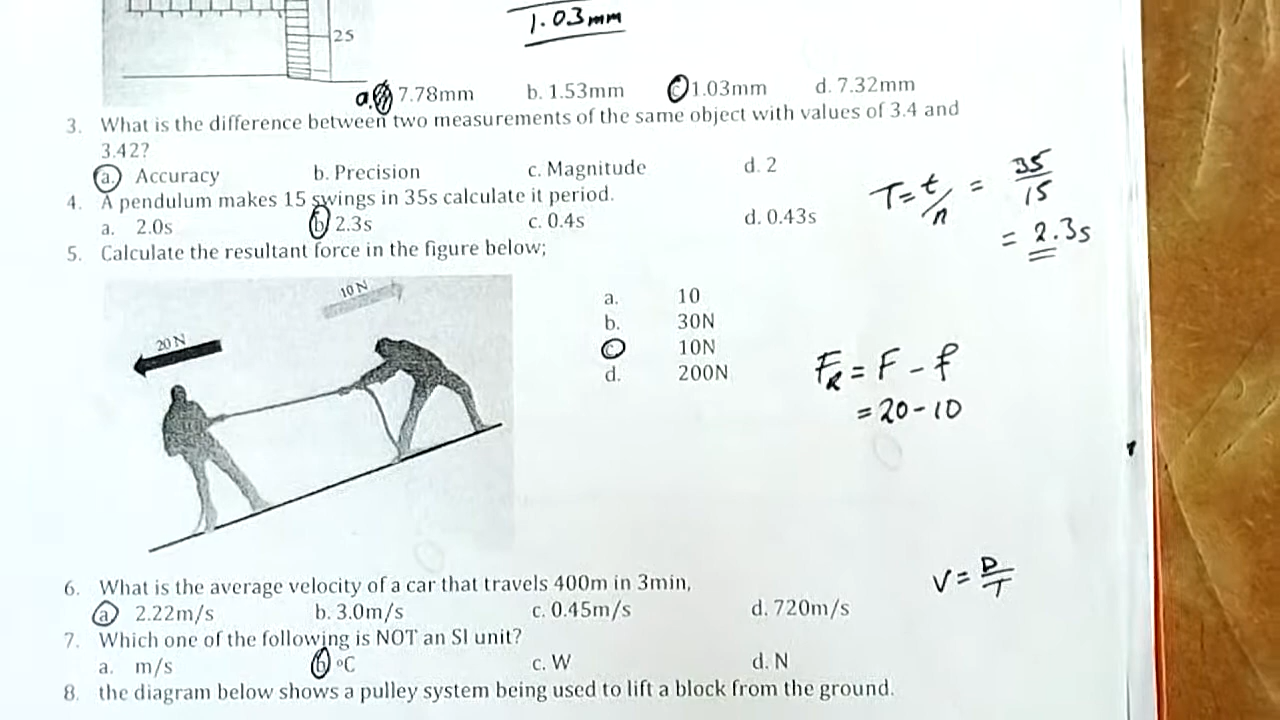 1.03mm
25
a. 7.78mm b. 1.53mm c. 1.03mm d. 7.32mm
3. What is the difference between two measurements of the same object with values of 3.4 and
3.42?
a. Accuracy b. Precision c. Magnitude d. 2
4. A pendulum makes 15 swings in 35s calculate it period.
a. 2.0s b. 2.3s c. 0.4s d. 0.43s
T = t/n = 35/15
= 2.3s
5. Calculate the resultant force in the figure below;
10 N
20 N
a. 10
b. 30N
c. 10N
d. 200N
FR = F - f
= 20 - 10
6. What is the average velocity of a car that travels 400m in 3min,
V = D/T
a. 2.22m/s b. 3.0m/s c. 0.45m/s d. 720m/s
7. Which one of the following is NOT an SI unit?
a. m/s b. °C c. W d. N
8. the diagram below shows a pulley system being used to lift a block from the ground.